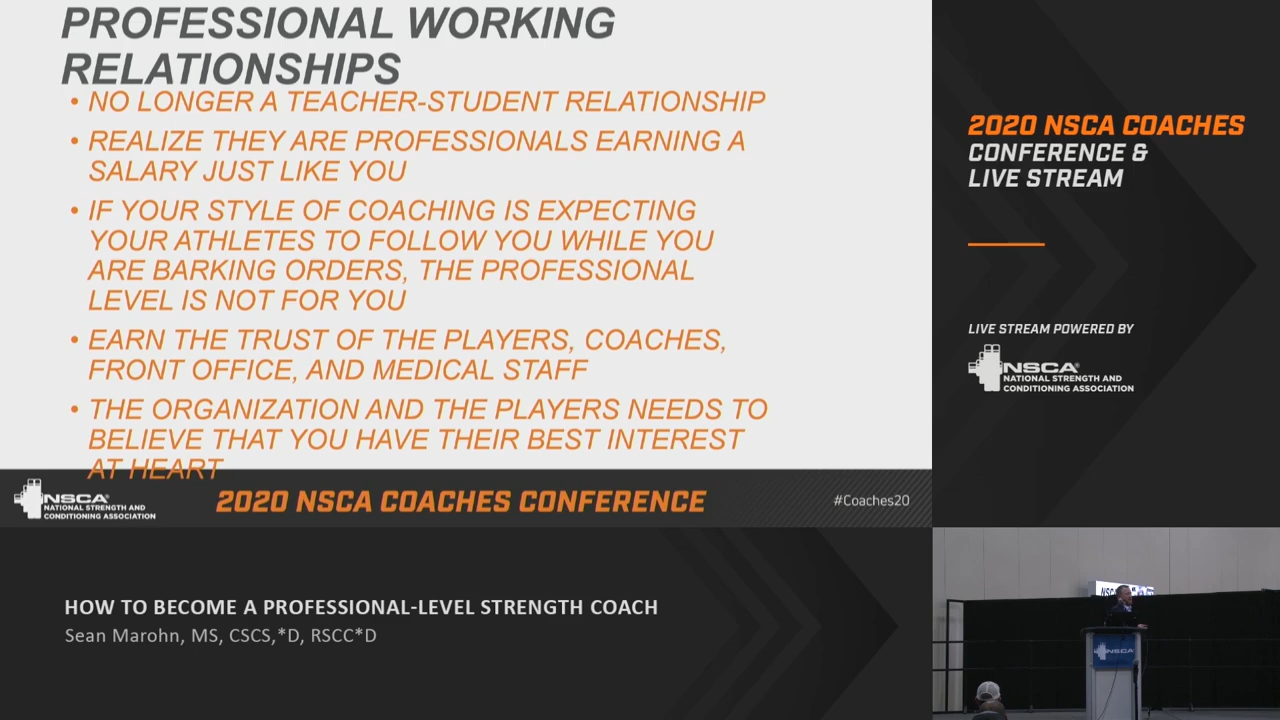 PROFESSIONAL WORKING
RELATIONSHIPS
• NO LONGER A TEACHER-STUDENT RELATIONSHIP
• REALIZE THEY ARE PROFESSIONALS EARNING A
SALARY JUST LIKE YOU
• IF YOUR STYLE OF COACHING IS EXPECTING
YOUR ATHLETES TO FOLLOW YOU WHILE YOU
ARE BARKING ORDERS, THE PROFESSIONAL
LEVEL IS NOT FOR YOU
• EARN THE TRUST OF THE PLAYERS, COACHES,
FRONT OFFICE, AND MEDICAL STAFF
• THE ORGANIZATION AND THE PLAYERS NEEDS TO
BELIEVE THAT YOU HAVE THEIR BEST INTEREST
AT HEART
NSCA®
NATIONAL STRENGTH AND
CONDITIONING ASSOCIATION
2020 NSCA COACHES CONFERENCE
#Coaches20
HOW TO BECOME A PROFESSIONAL-LEVEL STRENGTH COACH
Sean Marohn, MS, CSCS,*D, RSCC*D
2020 NSCA COACHES
CONFERENCE &
LIVE STREAM
LIVE STREAM POWERED BY
NSCA®
NATIONAL STRENGTH AND
CONDITIONING ASSOCIATION
NSCA